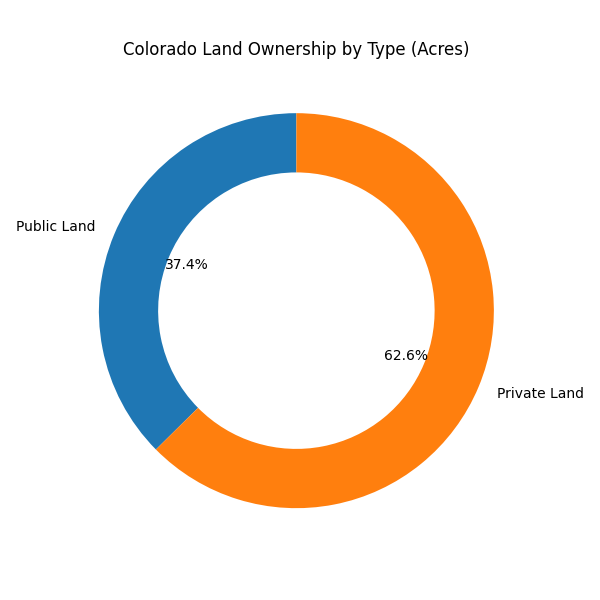 Colorado Land Ownership by Type (Acres)
Public Land
37.4%
62.6%
Private Land